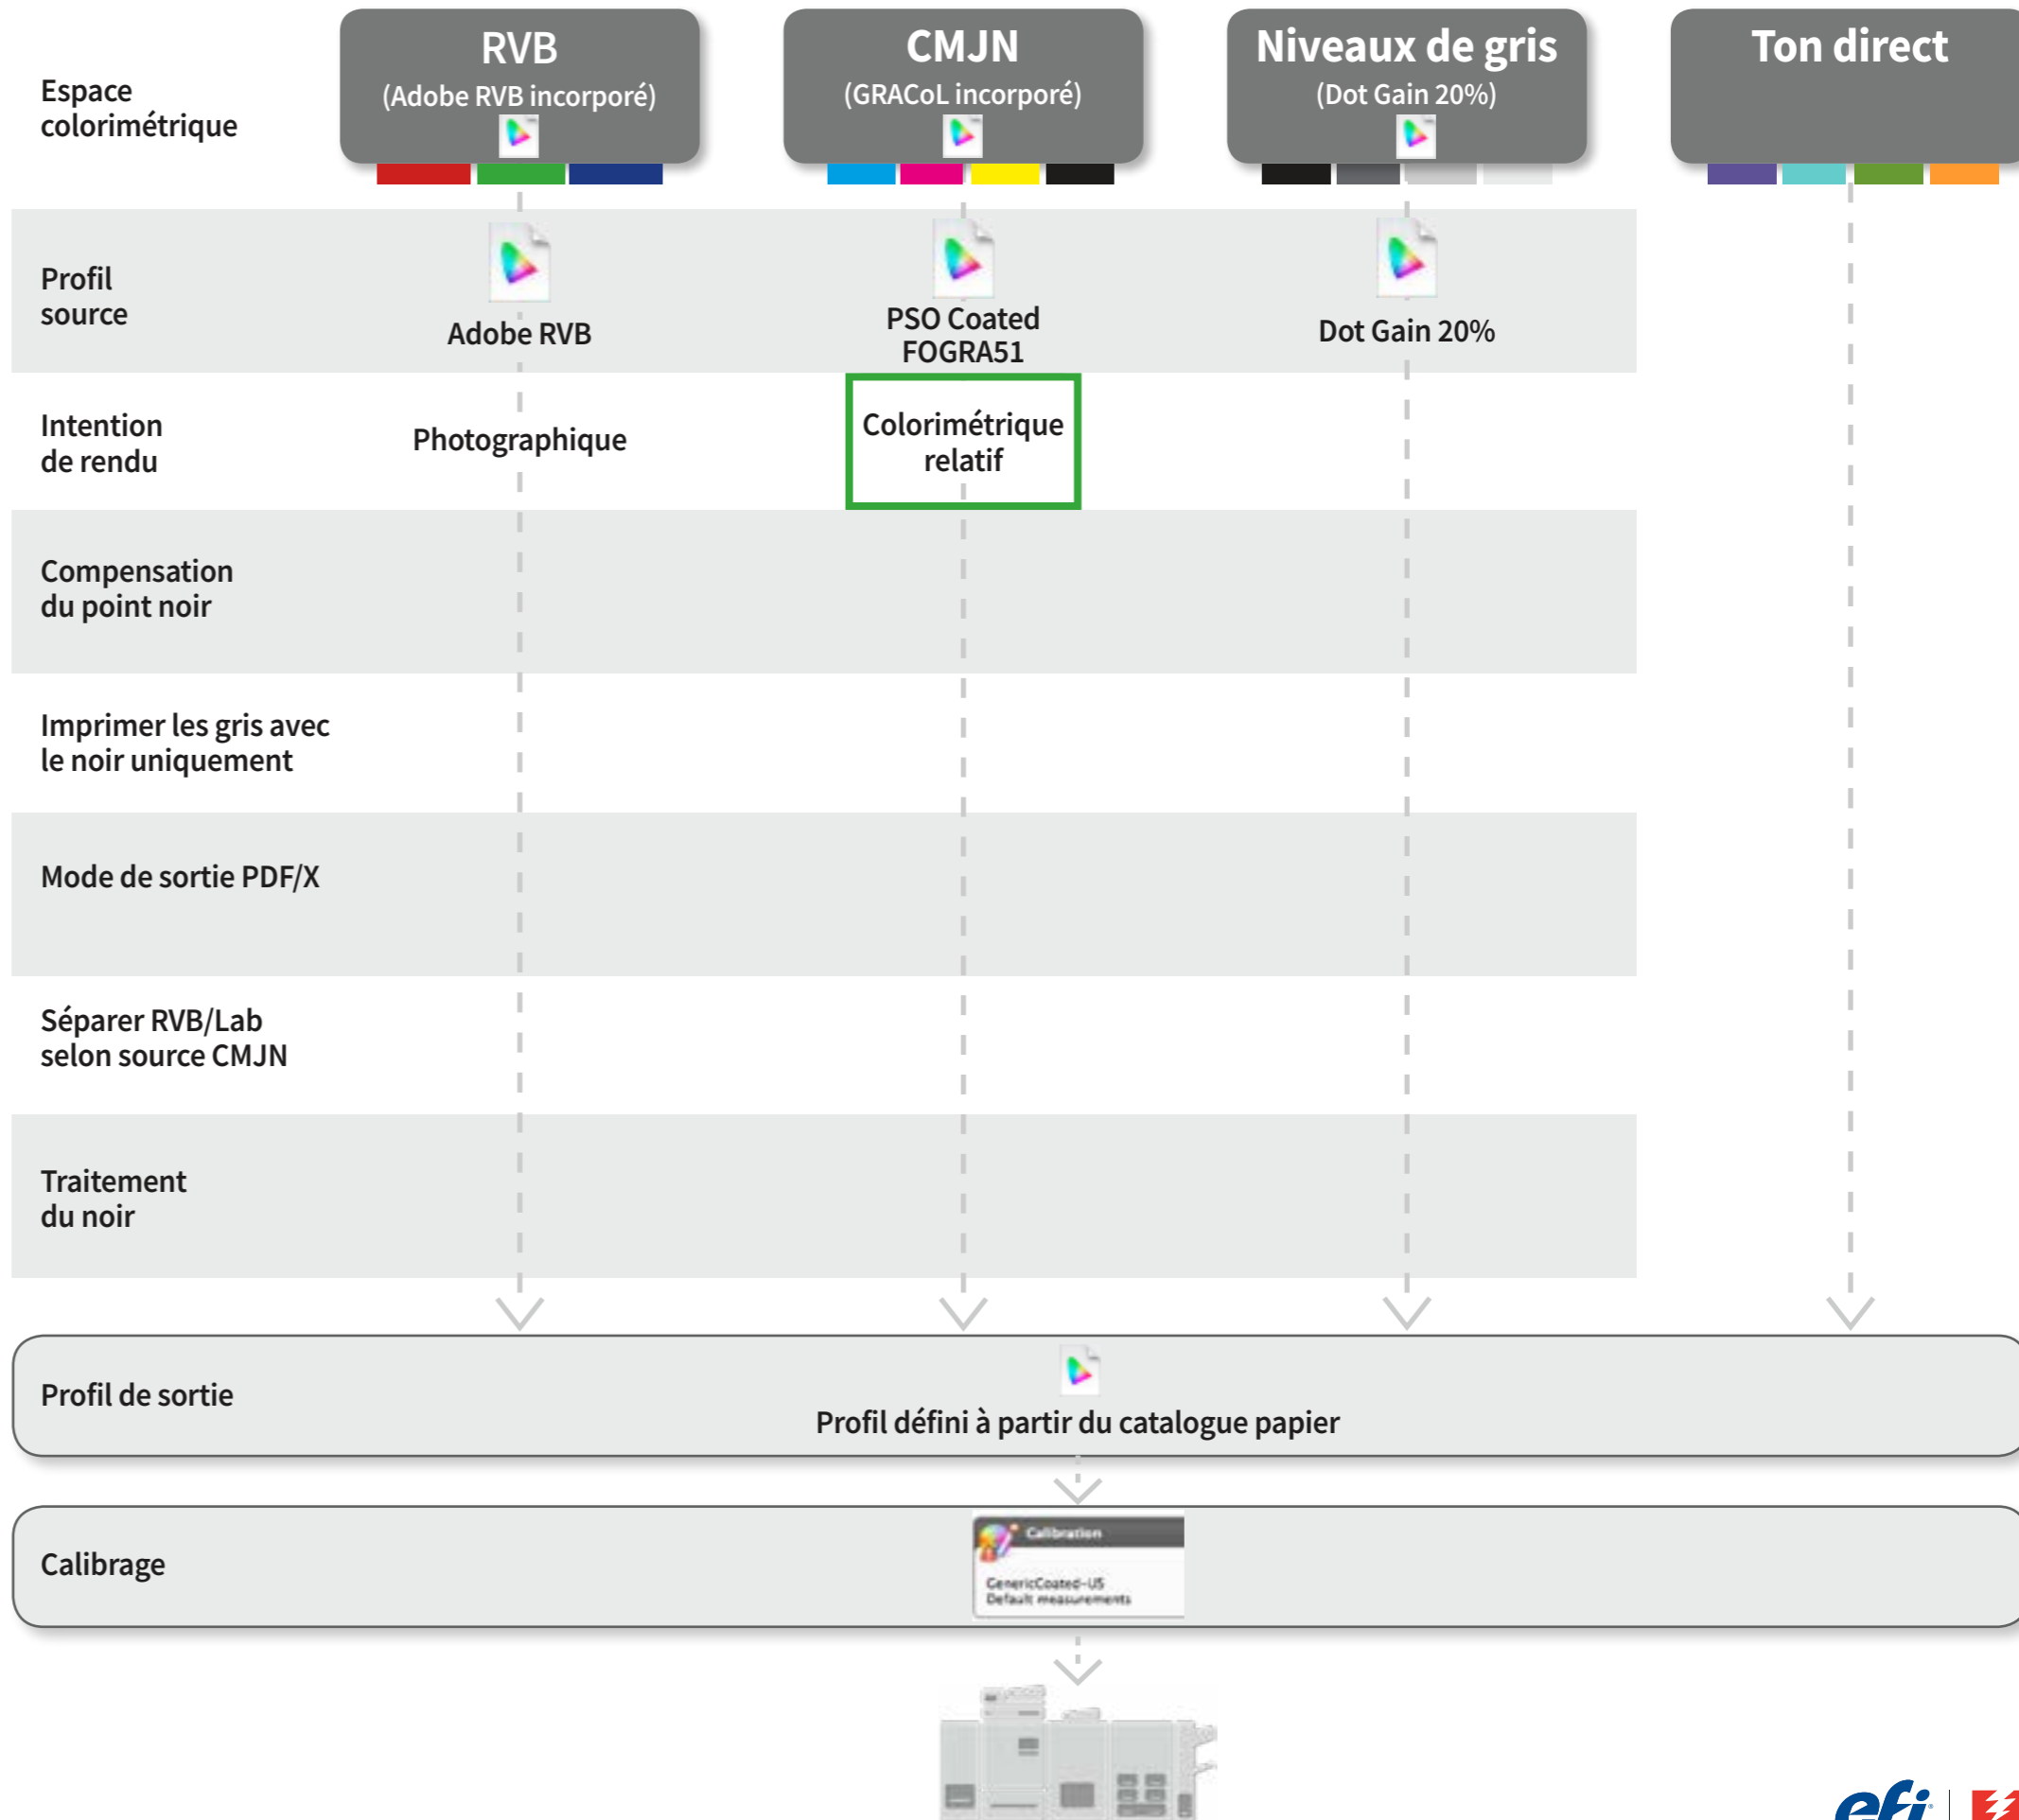 Espace
colorimétrique
RVB
(Adobe RVB incorporé)
CMJN
(GRACoL incorporé)
Niveaux de gris
(Dot Gain 20%)
Ton direct
Profil
source
Adobe RVB
PSO Coated
FOGRA51
Dot Gain 20%
Intention
de rendu
Photographique
Colorimétrique
relatif
Compensation
du point noir
Imprimer les gris avec
le noir uniquement
Mode de sortie PDF/X
Séparer RVB/Lab
selon source CMJN
Traitement
du noir
Profil de sortie
Profil défini à partir du catalogue papier
Calibrage
Calibration
GenericCoated-US
Default measurements
efi